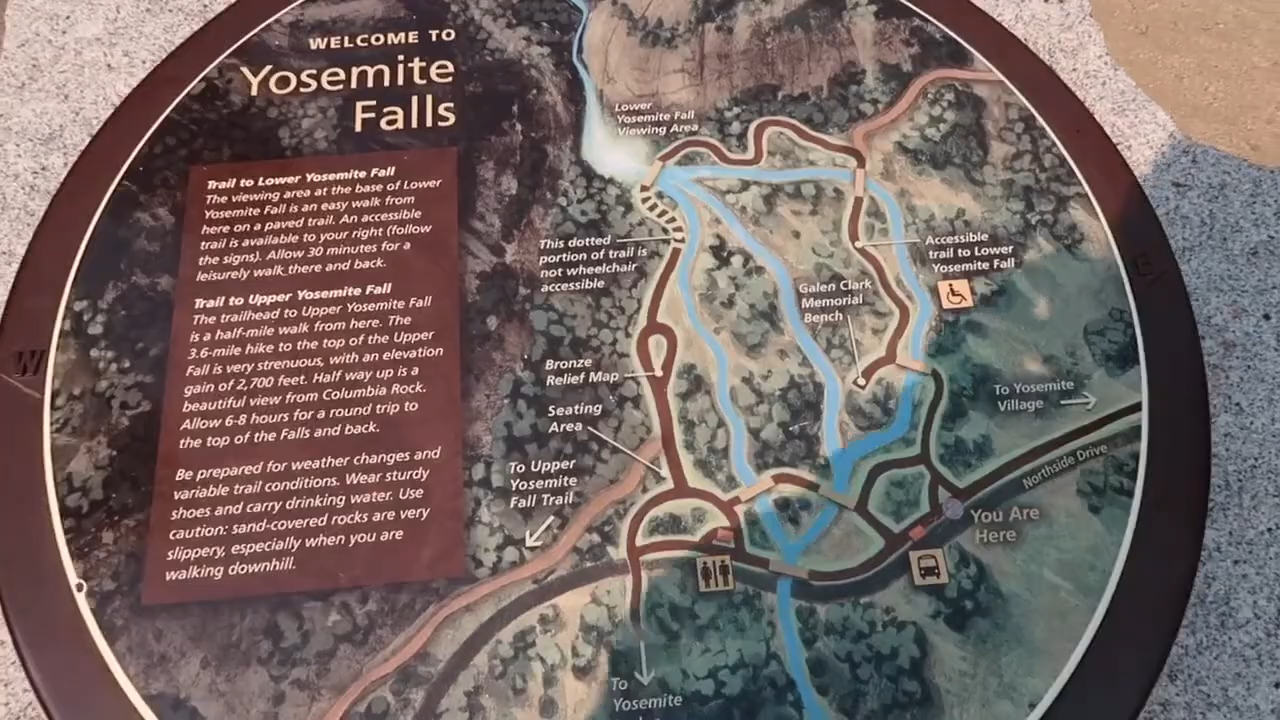 WELCOME TO
Yosemite
Falls
Trail to Lower Yosemite Fall
The viewing area at the base of Lower
Yosemite Fall is an easy walk from
here on a paved trail. An accessible
trail is available to your right (follow
the signs). Allow 30 minutes for a
leisurely walk there and back.
Trail to Upper Yosemite Fall
The trailhead to Upper Yosemite Fall
is a half-mile walk from here. The
3.6-mile hike to the top of the Upper
Fall is very strenuous, with an elevation
gain of 2,700 feet. Half way up is a
beautiful view from Columbia Rock.
Allow 6-8 hours for a round trip to
the top of the Falls and back.
Be prepared for weather changes and
variable trail conditions. Wear sturdy
shoes and carry drinking water. Use
caution: sand-covered rocks are very
slippery, especially when you are
walking downhill.
Lower
Yosemite Fall
Viewing Area
This dotted
portion of trail is
not wheelchair
accessible
Accessible
trail to Lower
Yosemite Fall
Galen Clark
Memorial
Bench
Bronze
Relief Map
Seating
Area
To Upper
Yosemite
Fall Trail
To Yosemite
Village
Northside Drive
You Are
Here
To
Yosemite
W
E